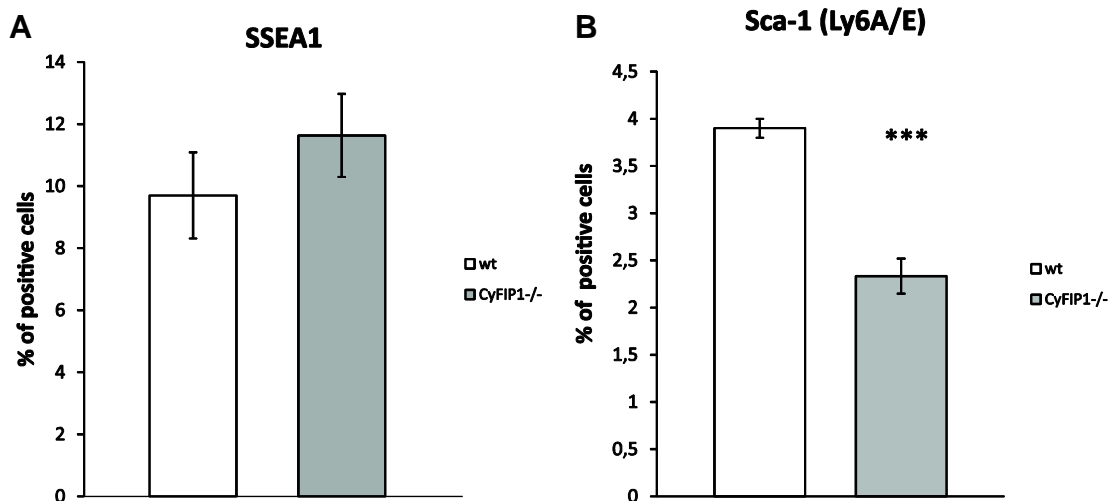 A
SSEA1
% of positive cells
14
12
10
8
6
4
2
0
wt
CyFIP1-/-
B
Sca-1 (Ly6A/E)
% of positive cells
4,5
4
3,5
3
2,5
2
1,5
1
0,5
0
***
wt
CyFIP1-/-